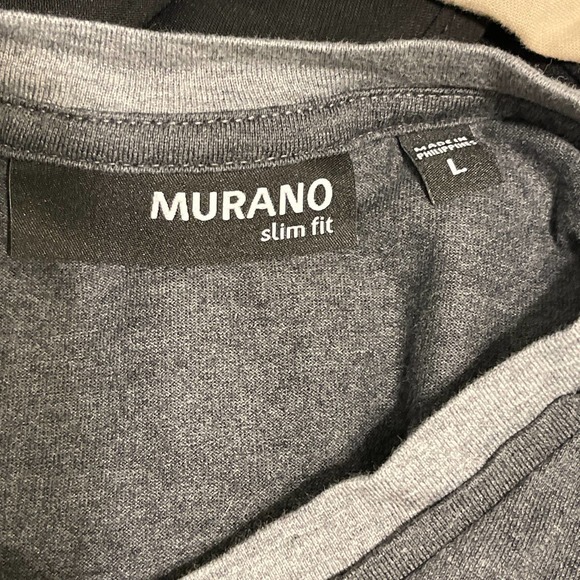 MURANO
slim fit
MADE IN
PHILIPPINES
L